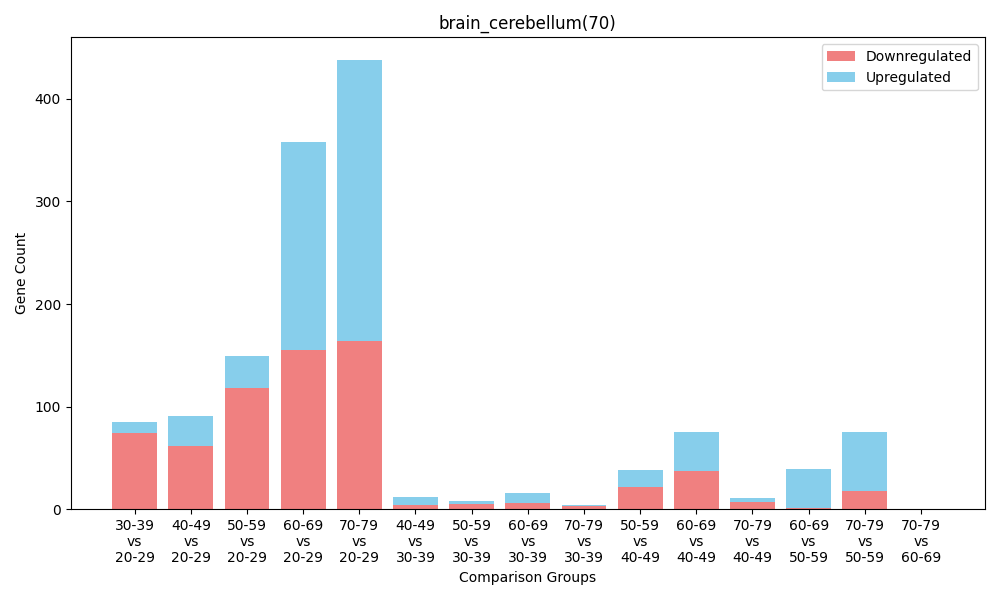 brain_cerebellum(70)
Downregulated
Upregulated
Gene Count
400
300
200
100
0
30-39 vs 20-29
40-49 vs 20-29
50-59 vs 20-29
60-69 vs 20-29
70-79 vs 20-29
40-49 vs 30-39
50-59 vs 30-39
60-69 vs 30-39
70-79 vs 30-39
50-59 vs 40-49
60-69 vs 40-49
70-79 vs 40-49
60-69 vs 50-59
70-79 vs 50-59
70-79 vs 60-69
Comparison Groups